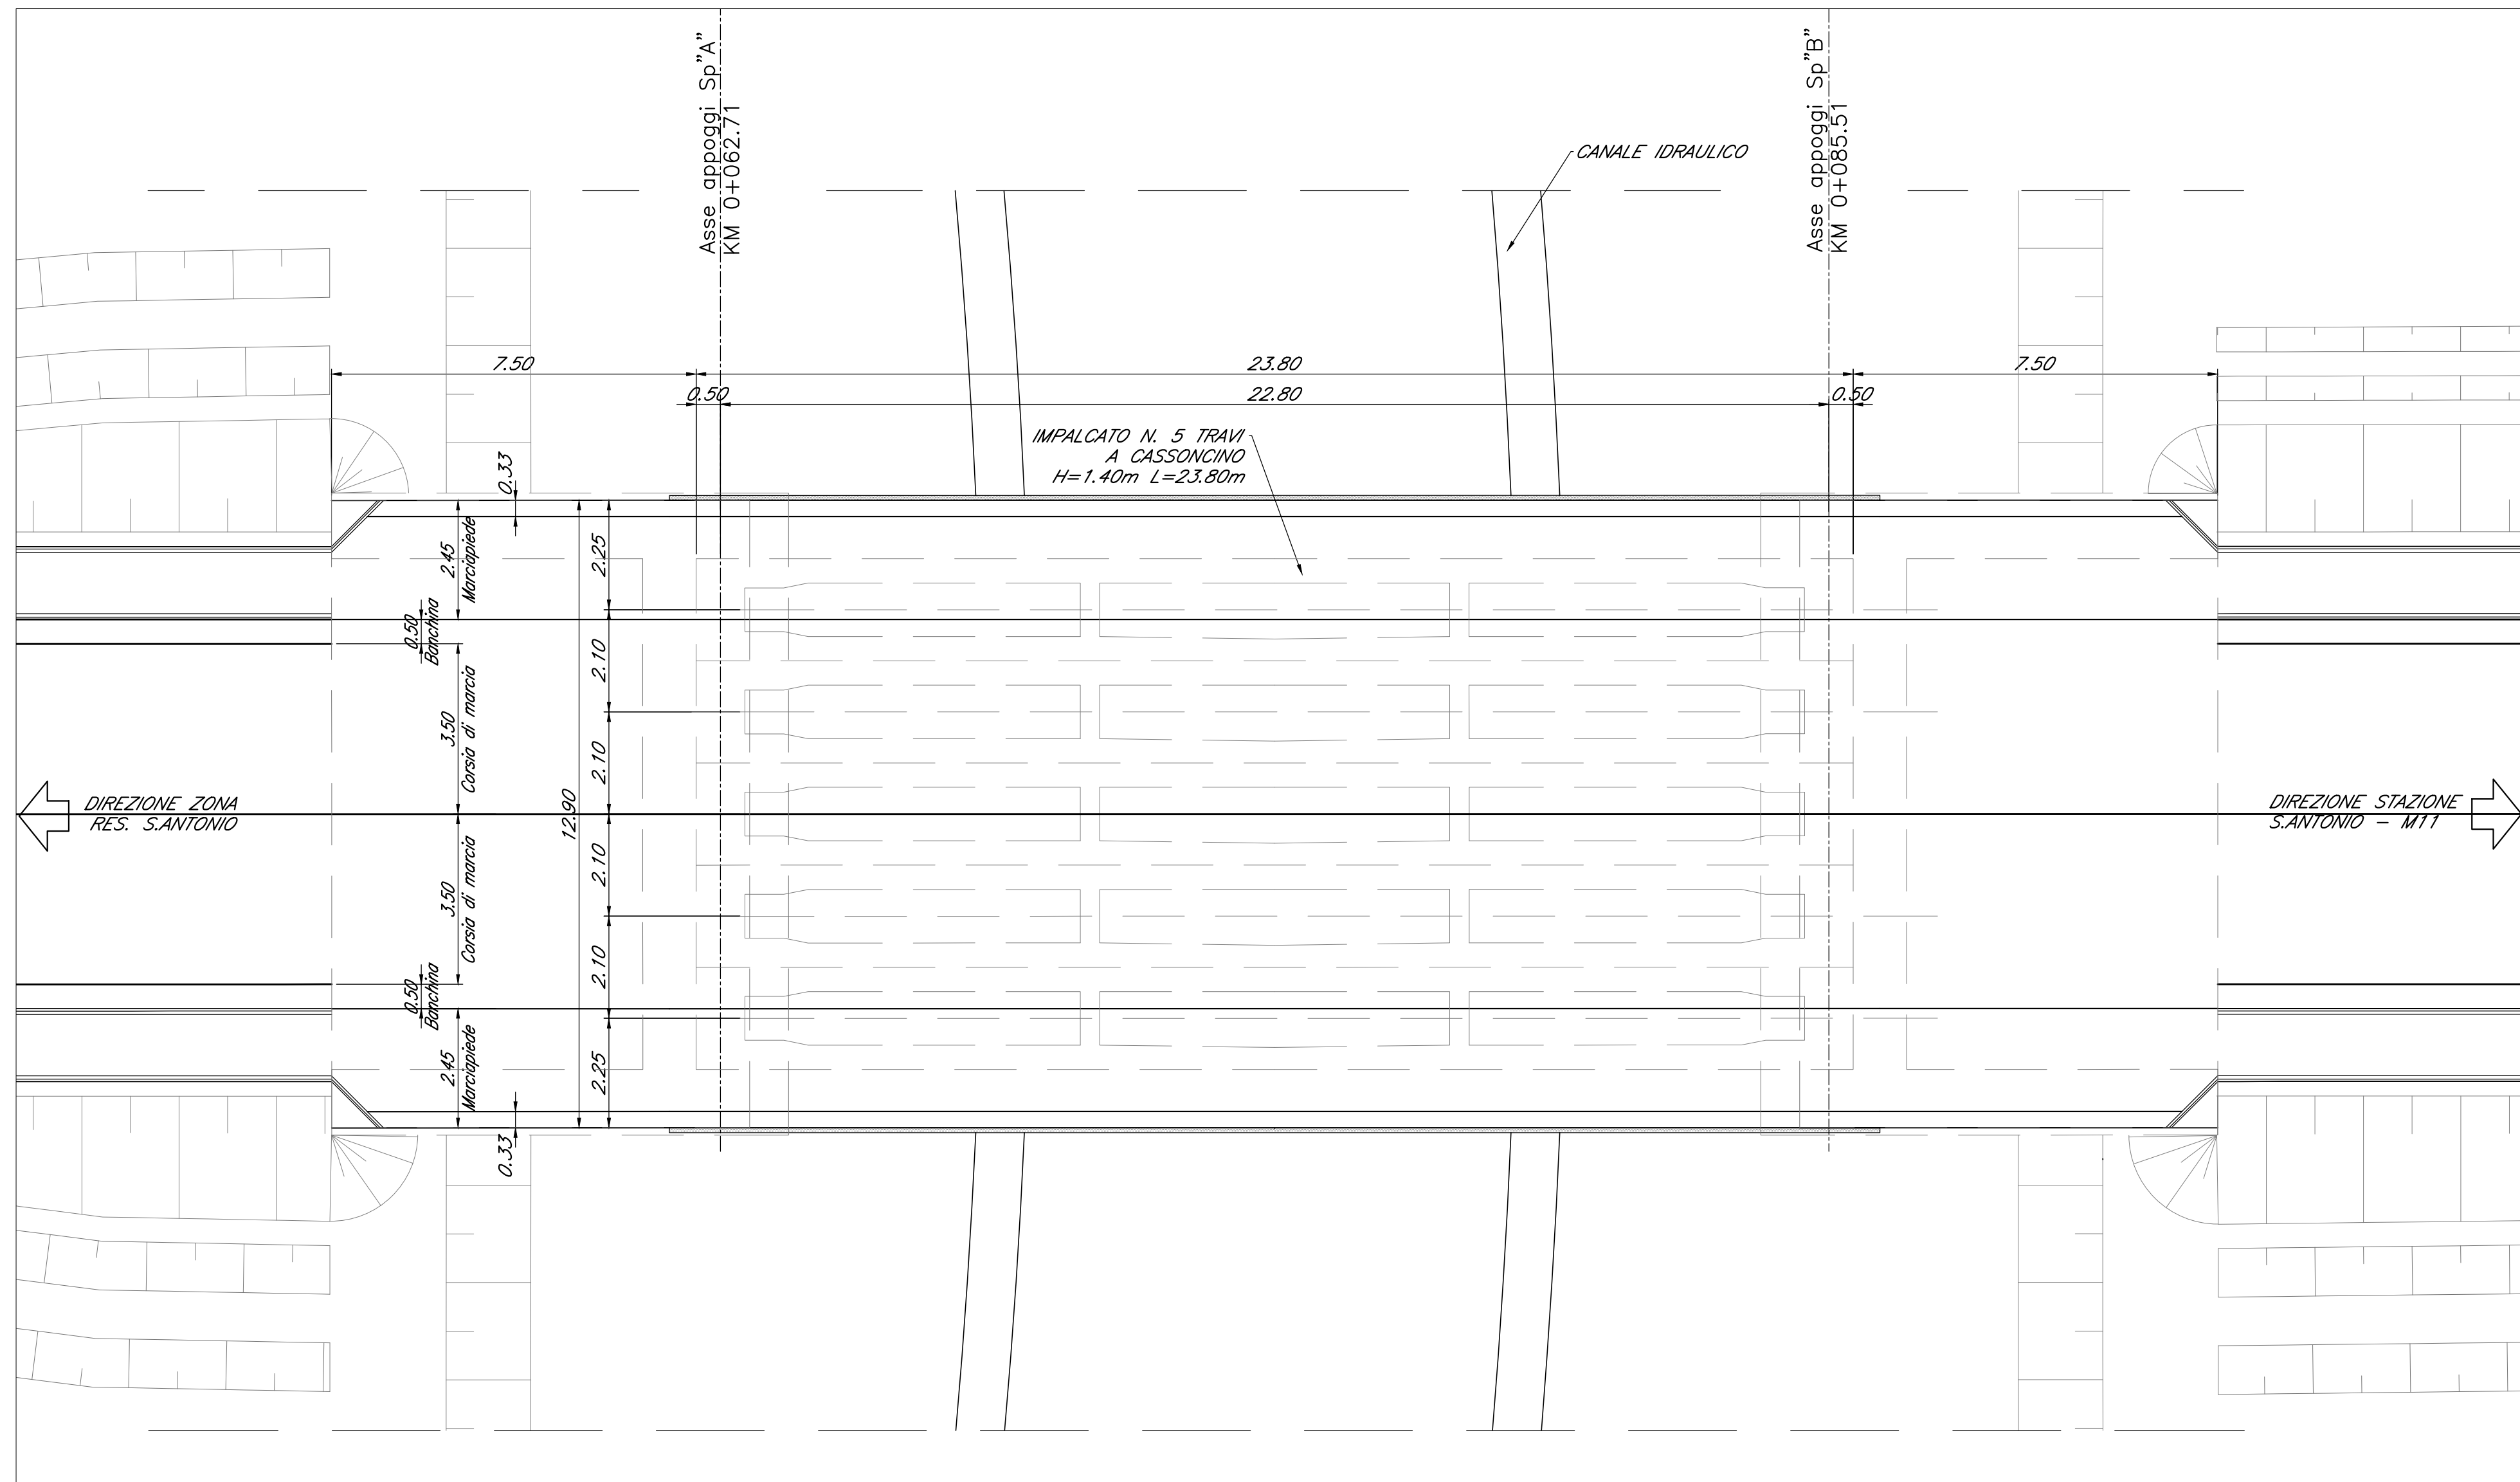 Asse appoggi Sp"A"
KM 0+062.71
Asse appoggi Sp"B"
KM 0+085.51
CANALE IDRAULICO
7.50
23.80
7.50
0.50
22.80
0.50
IMPALCATO N. 5 TRAVI
A CASSONCINO
H=1.40m L=23.80m
0.33
2.45
Marciapiede
2.25
0.50
Banchina
2.10
3.50
Corsia di marcia
2.10
12.90
DIREZIONE ZONA
RES. S.ANTONIO
DIREZIONE STAZIONE
S.ANTONIO - M11
3.50
Corsia di marcia
2.10
2.10
0.50
Banchina
2.45
Marciapiede
2.25
0.33